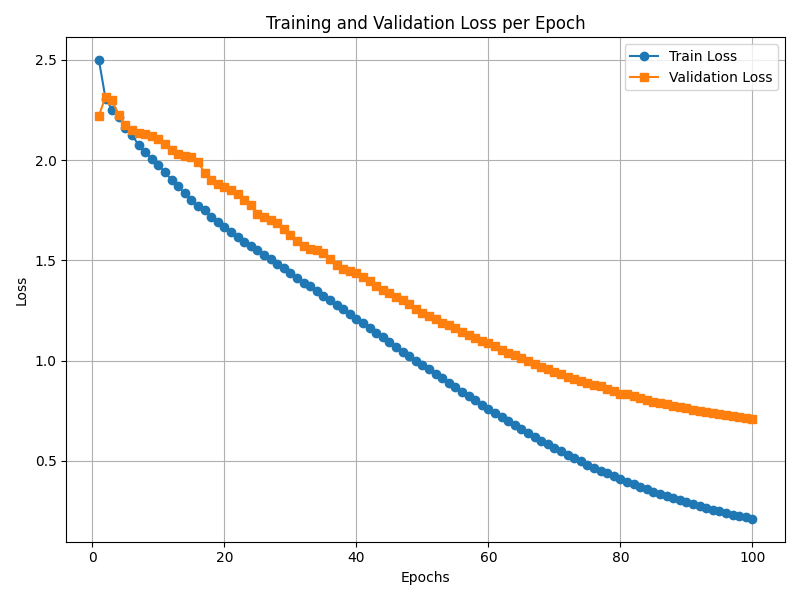 Training and Validation Loss per Epoch
Train Loss
Validation Loss
Loss
2.5
2.0
1.5
1.0
0.5
0 20 40 60 80 100
Epochs